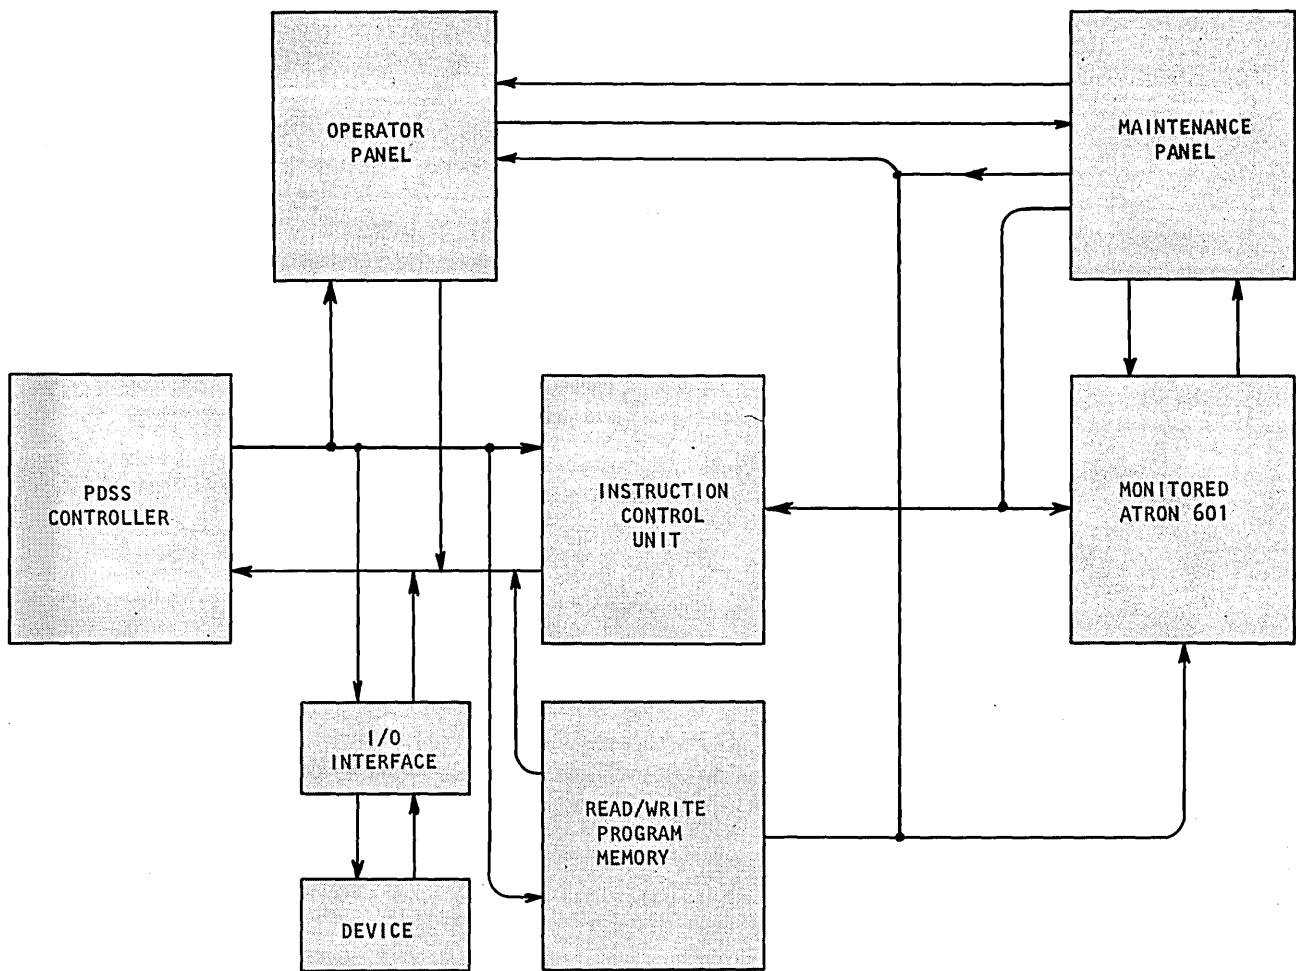 OPERATOR
PANEL
MAINTENANCE
PANEL
PDSS
CONTROLLER
INSTRUCTION
CONTROL
UNIT
MONITORED
ATRON 601
I/O
INTERFACE
READ/WRITE
PROGRAM
MEMORY
DEVICE